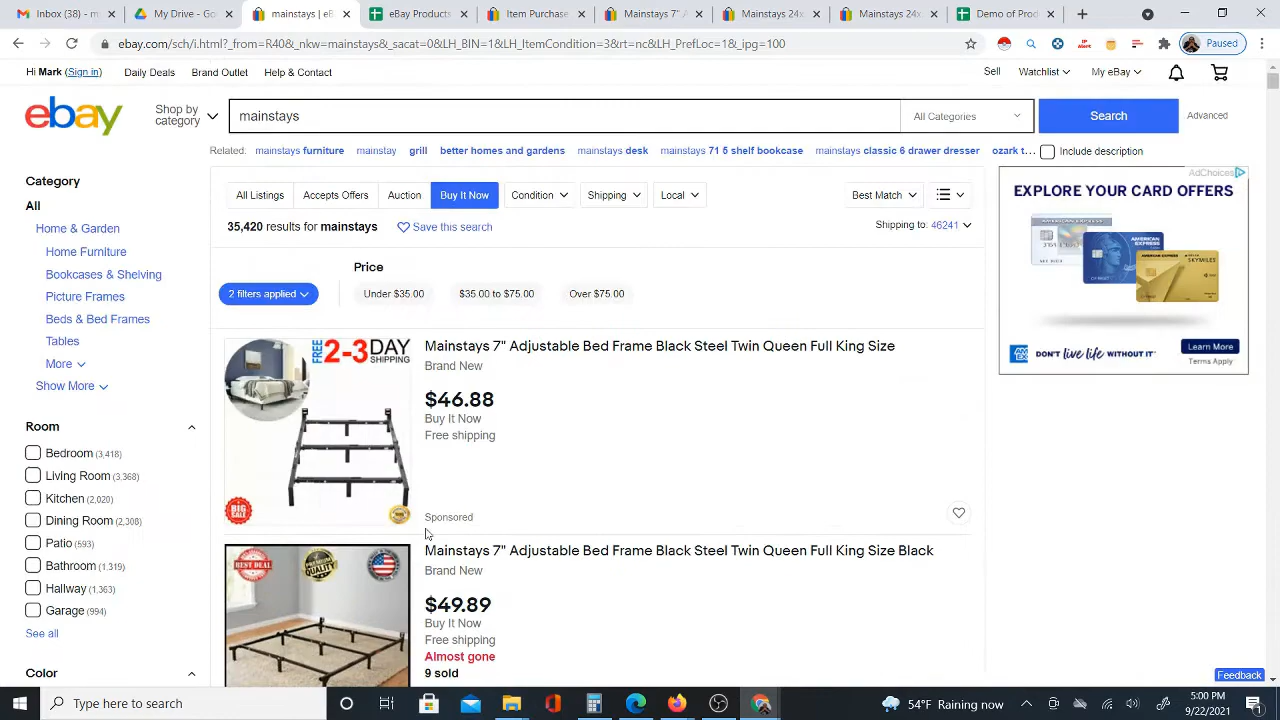 Inbox (38) - m
My Drive - Go
mainstays | eB
eBay Products
Item Purchase
Mainstays 7" A
Mainstays 24x
Mainstays 24x
Demo of Prod
ebay.com/sch/i.html?_from=R40&_nkw=mainstays&_sacat=0&LH_BIN=1&LH_ItemCondition=3&rt=nc&LH_PrefLoc=1&_ipg=100
Paused
Hi Mark (Sign in) Daily Deals Brand Outlet Help & Contact Sell Watchlist My eBay
ebay
Shop by category
mainstays
All Categories
Search
Advanced
Related: mainstays furniture mainstay grill better homes and gardens mainstays desk mainstays 71 5 shelf bookcase mainstays classic 6 drawer dresser ozark t... Include description
Category
All
Home & Garden
Home Furniture
Bookcases & Shelving
Picture Frames
Beds & Bed Frames
Tables
More
Show More
Room
Bedroom (3,418)
Living Room (3,368)
Kitchen (2,020)
Dining Room (2,308)
Patio (593)
Bathroom (1,319)
Hallway (1,363)
Garage (994)
See all
Color
All Listings Accepts Offers Auction Buy It Now Condition Shipping Local Best Match
35,420 results for mainstays Save this search Shipping to: 46241
Price
2 filters applied Under $35.00 $35.00 to $75.00 Over $75.00
FREE 2-3DAY
SHIPPING
BIG
SALE
Mainstays 7" Adjustable Bed Frame Black Steel Twin Queen Full King Size
Brand New
$46.88
Buy It Now
Free shipping
Sponsored
BEST DEAL
QUALITY
Mainstays 7" Adjustable Bed Frame Black Steel Twin Queen Full King Size Black
Brand New
$49.89
Buy It Now
Free shipping
Almost gone
9 sold
AdChoices
EXPLORE YOUR CARD OFFERS
SKYMILES
DON'T live life WITHOUT IT™
Learn More
Terms Apply
Feedback
Type here to search
54°F Raining now
5:00 PM
9/22/2021